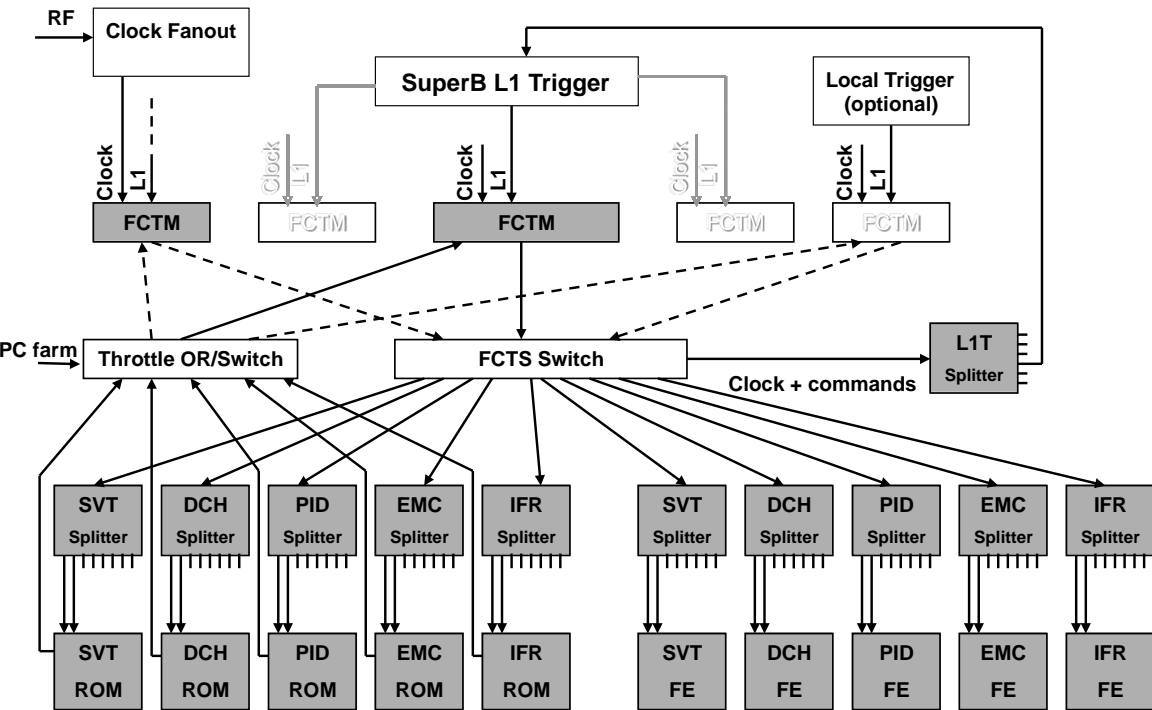 RF
Clock Fanout
SuperB L1 Trigger
Local Trigger
(optional)
Clock
L1
Clock
L1
Clock
L1
Clock
L1
Clock
L1
FCTM
FCTM
FCTM
FCTM
FCTM
PC farm
Throttle OR/Switch
FCTS Switch
Clock + commands
L1T
Splitter
SVT
Splitter
DCH
Splitter
PID
Splitter
EMC
Splitter
IFR
Splitter
SVT
Splitter
DCH
Splitter
PID
Splitter
EMC
Splitter
IFR
Splitter
SVT
ROM
DCH
ROM
PID
ROM
EMC
ROM
IFR
ROM
SVT
FE
DCH
FE
PID
FE
EMC
FE
IFR
FE